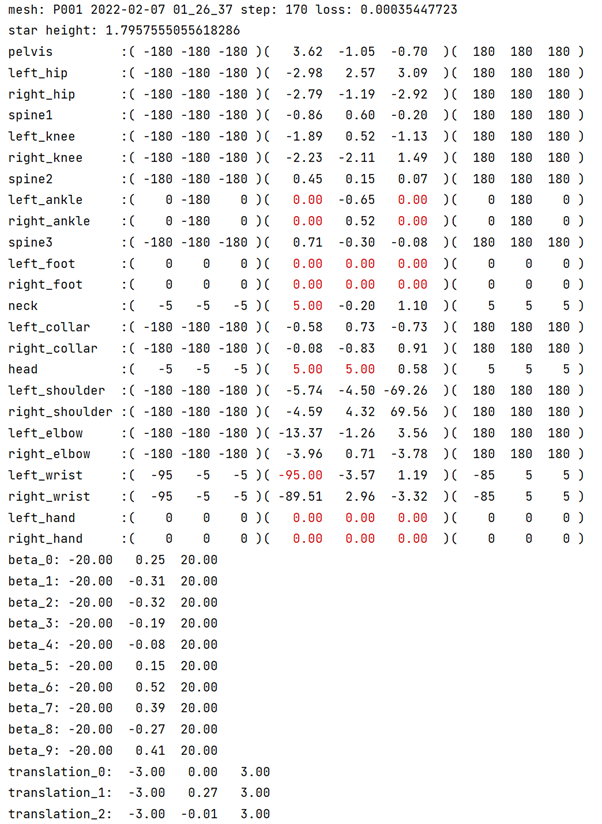 mesh: P001 2022-02-07 01_26_37 step: 170 loss: 0.00035447723
star height: 1.7957555055618286
pelvis :( -180 -180 -180 )( 3.62 -1.05 -0.70 )( 180 180 180 )
left_hip :( -180 -180 -180 )( -2.98 2.57 3.09 )( 180 180 180 )
right_hip :( -180 -180 -180 )( -2.79 -1.19 -2.92 )( 180 180 180 )
spine1 :( -180 -180 -180 )( -0.86 0.60 -0.20 )( 180 180 180 )
left_knee :( -180 -180 -180 )( -1.89 0.52 -1.13 )( 180 180 180 )
right_knee :( -180 -180 -180 )( -2.23 -2.11 1.49 )( 180 180 180 )
spine2 :( -180 -180 -180 )( 0.45 0.15 0.07 )( 180 180 180 )
left_ankle :( 0 -180 0 )( 0.00 -0.65 0.00 )( 0 180 0 )
right_ankle :( 0 -180 0 )( 0.00 0.52 0.00 )( 0 180 0 )
spine3 :( -180 -180 -180 )( 0.71 -0.30 -0.08 )( 180 180 180 )
left_foot :( 0 0 0 )( 0.00 0.00 0.00 )( 0 0 0 )
right_foot :( 0 0 0 )( 0.00 0.00 0.00 )( 0 0 0 )
neck :( -5 -5 -5 )( 5.00 -0.20 1.10 )( 5 5 5 )
left_collar :( -180 -180 -180 )( -0.58 0.73 -0.73 )( 180 180 180 )
right_collar :( -180 -180 -180 )( -0.08 -0.83 0.91 )( 180 180 180 )
head :( -5 -5 -5 )( 5.00 5.00 0.58 )( 5 5 5 )
left_shoulder :( -180 -180 -180 )( -5.74 -4.50 -69.26 )( 180 180 180 )
right_shoulder :( -180 -180 -180 )( -4.59 4.32 69.56 )( 180 180 180 )
left_elbow :( -180 -180 -180 )( -13.37 -1.26 3.56 )( 180 180 180 )
right_elbow :( -180 -180 -180 )( -3.96 0.71 -3.78 )( 180 180 180 )
left_wrist :( -95 -5 -5 )( -95.00 -3.57 1.19 )( -85 5 5 )
right_wrist :( -95 -5 -5 )( -89.51 2.96 -3.32 )( -85 5 5 )
left_hand :( 0 0 0 )( 0.00 0.00 0.00 )( 0 0 0 )
right_hand :( 0 0 0 )( 0.00 0.00 0.00 )( 0 0 0 )
beta_0: -20.00 0.25 20.00
beta_1: -20.00 -0.31 20.00
beta_2: -20.00 -0.32 20.00
beta_3: -20.00 -0.19 20.00
beta_4: -20.00 -0.08 20.00
beta_5: -20.00 0.15 20.00
beta_6: -20.00 0.52 20.00
beta_7: -20.00 0.39 20.00
beta_8: -20.00 -0.27 20.00
beta_9: -20.00 0.41 20.00
translation_0: -3.00 0.00 3.00
translation_1: -3.00 0.27 3.00
translation_2: -3.00 -0.01 3.00